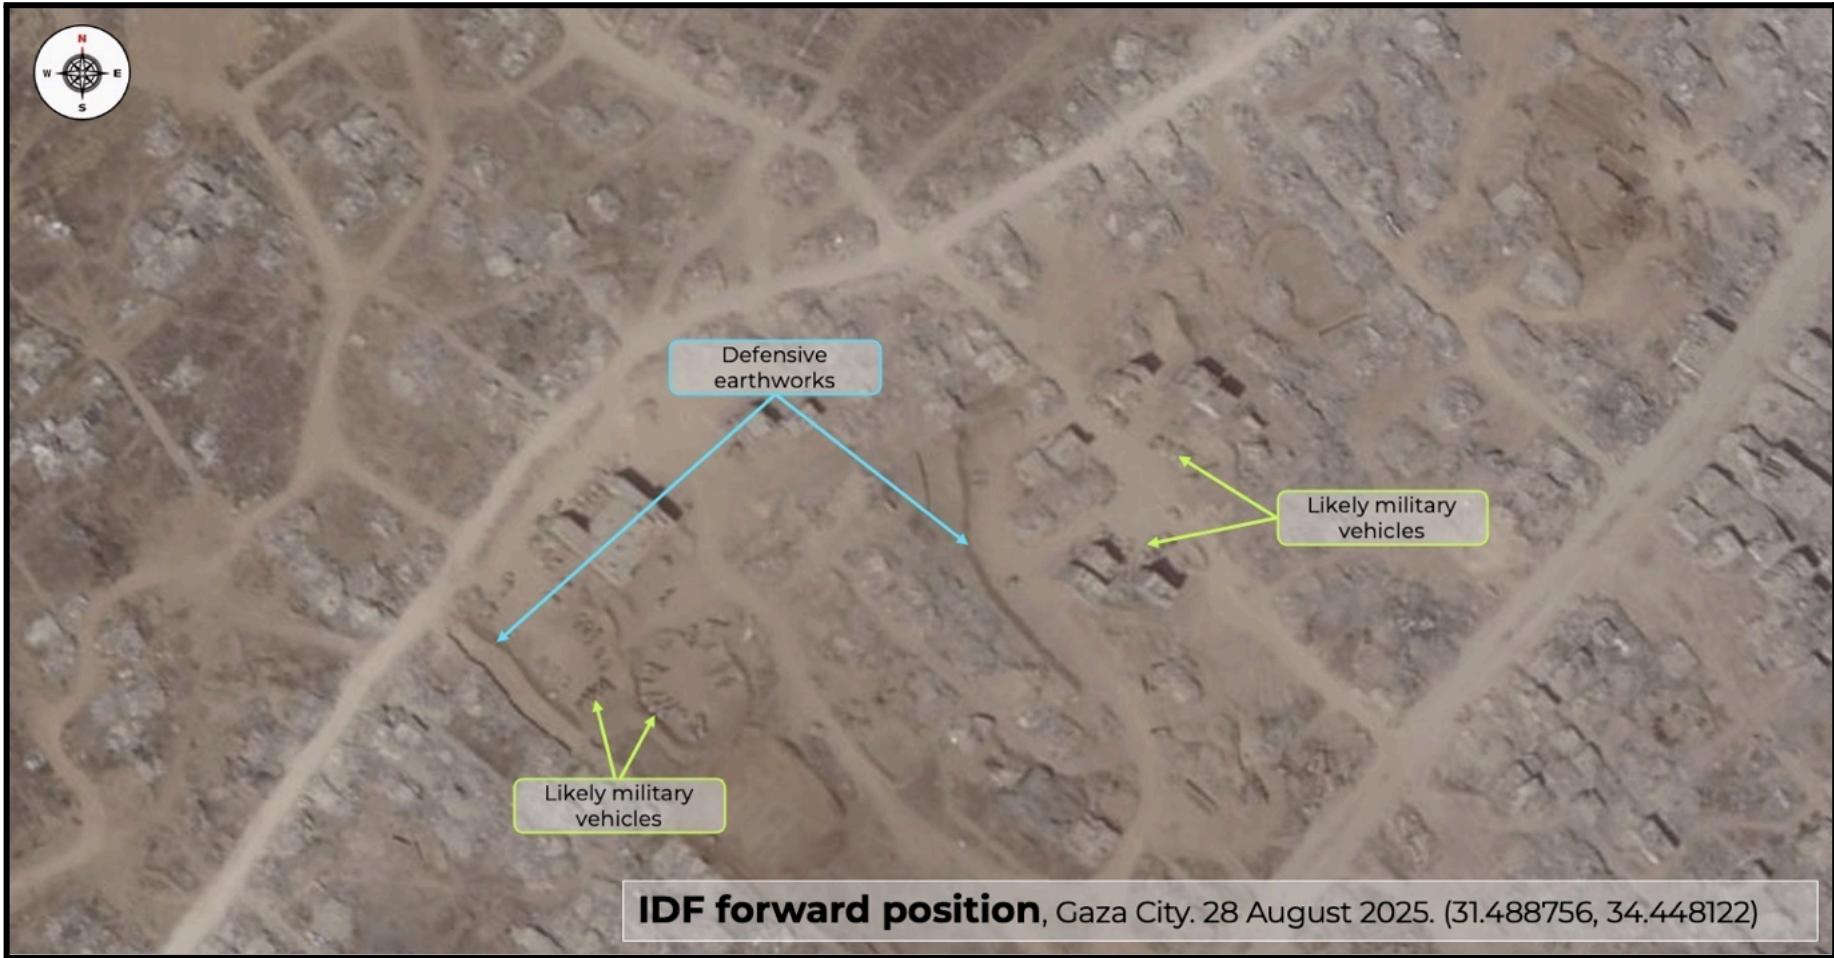 N
W E
S
Defensive
earthworks
Likely military
vehicles
Likely military
vehicles
IDF forward position, Gaza City. 28 August 2025. (31.488756, 34.448122)